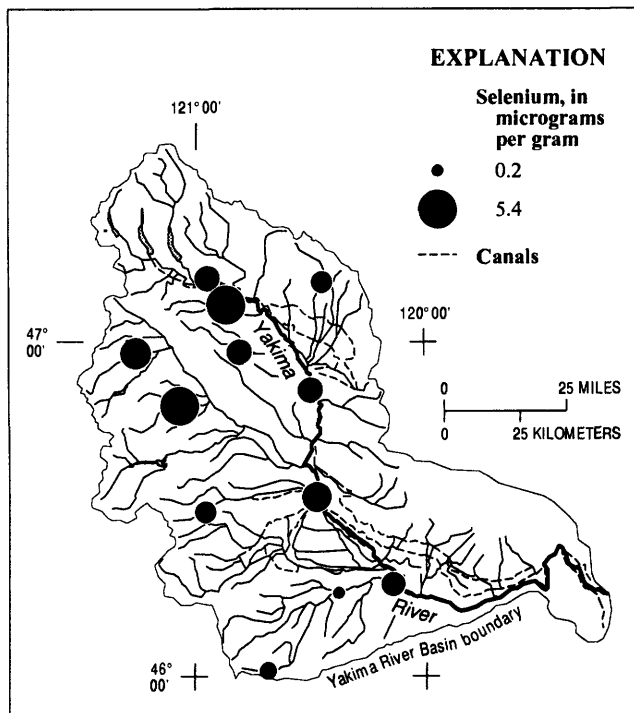 EXPLANATION
Selenium, in
micrograms
per gram
0.2
5.4
Canals
121° 00'
120° 00'
47°
00'
0 25 MILES
0 25 KILOMETERS
Yakima
River
Yakima River Basin boundary
46°
00'